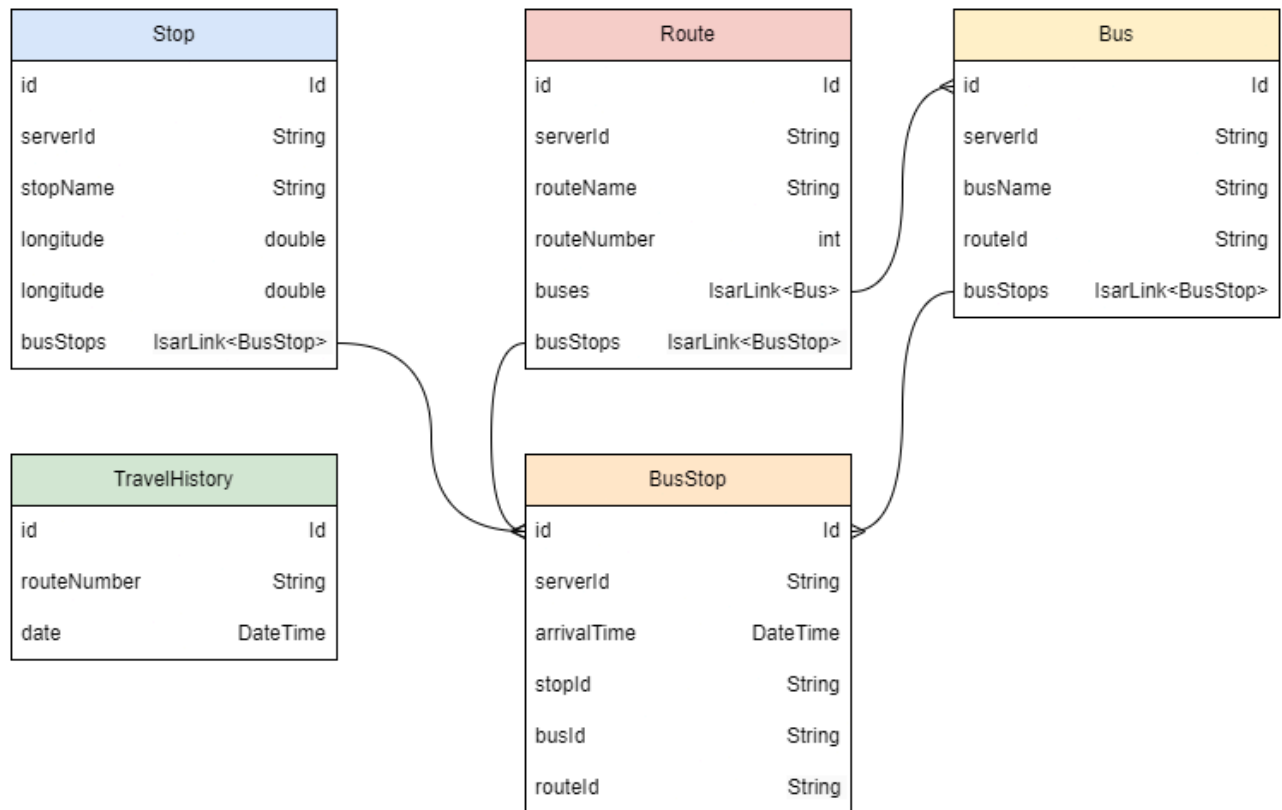 Stop
id Id
serverId String
stopName String
longitude double
longitude double
busStops IsarLink<BusStop>
Route
id Id
serverId String
routeName String
routeNumber int
buses IsarLink<Bus>
busStops IsarLink<BusStop>
Bus
id Id
serverId String
busName String
routeId String
busStops IsarLink<BusStop>
TravelHistory
id Id
routeNumber String
date DateTime
BusStop
id Id
serverId String
arrivalTime DateTime
stopId String
busId String
routeId String